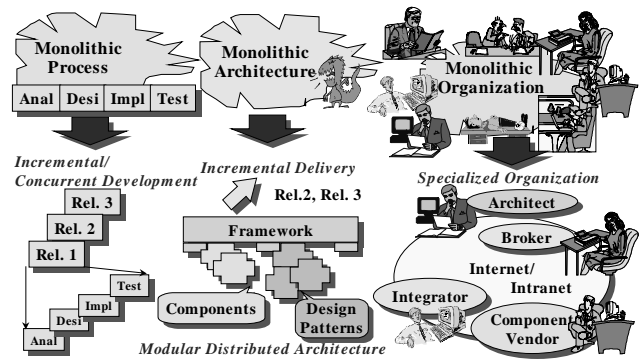 Monolithic
Process
Anal Desi Impl Test
Monolithic
Architecture
Monolithic
Organization
Incremental/
Concurrent Development
Rel. 3
Rel. 2
Rel. 1
Test
Impl
Desi
Anal
Incremental Delivery
Rel.2, Rel. 3
Framework
Components
Design
Patterns
Modular Distributed Architecture
Specialized Organization
Architect
Broker
Internet/
Intranet
Integrator
Component
Vendor